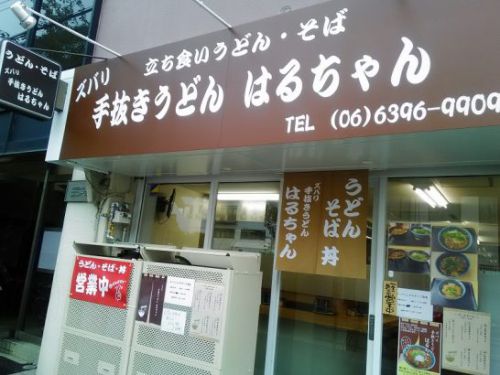 うどん・そば
ズバリ
手抜きうどん
はるちゃん
立ち食いうどん・そば
ズバリ
手抜きうどん はるちゃん
TEL (06)6396-9909
うどん
そば 丼
ズバリ
手抜きうどん
はるちゃん
うどん・そば・丼
営業中